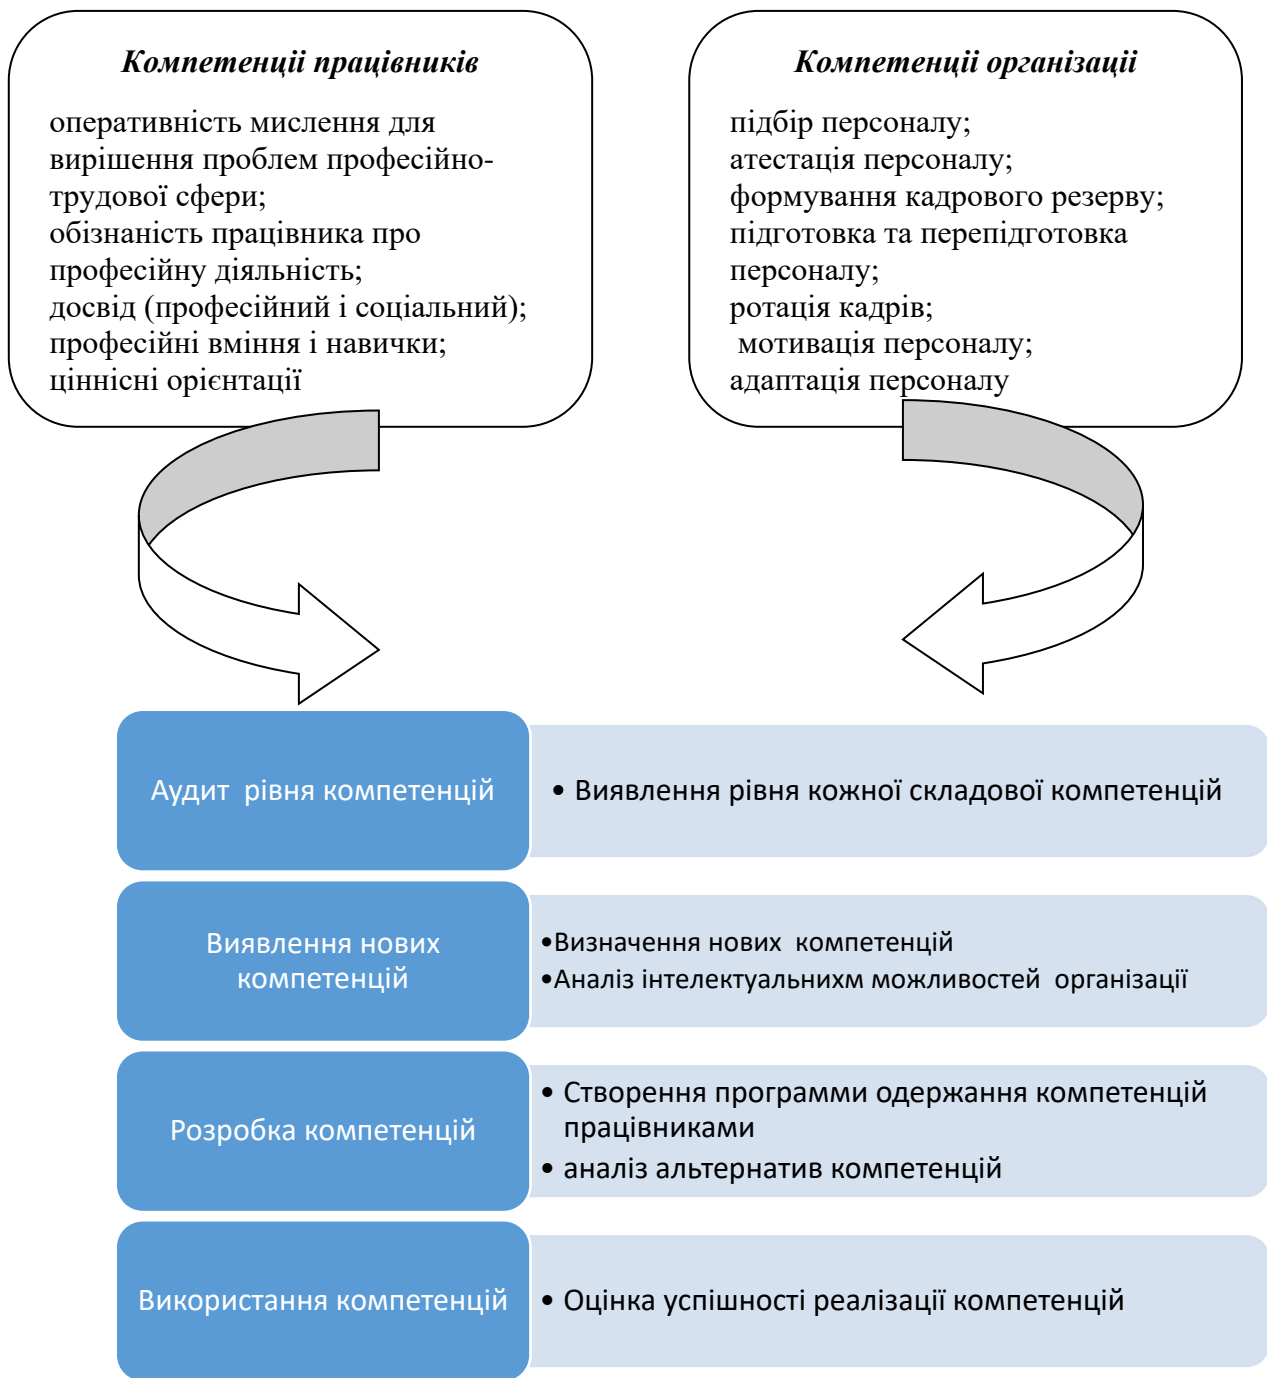 Компетенціі працівників
оперативність мислення для
вирішення проблем професійно-
трудової сфери;
обізнаність працівника про
професійну діяльність;
досвід (професійний і соціальний);
професійні вміння і навички;
ціннісні орієнтації
Компетенціі організаціі
підбір персоналу;
атестація персоналу;
формування кадрового резерву;
підготовка та перепідготовка
персоналу;
ротація кадрів;
мотивація персоналу;
адаптація персоналу
Аудит рівня компетенцій
• Виявлення рівня кожної складової компетенцій
Виявлення нових
компетенцій
•Визначення нових компетенцій
•Аналіз інтелектуальнихм можливостей організації
Розробка компетенцій
• Створення программи одержання компетенцій
працівниками
• аналіз альтернатив компетенцій
Використання компетенцій
• Оцінка успішності реалізації компетенцій